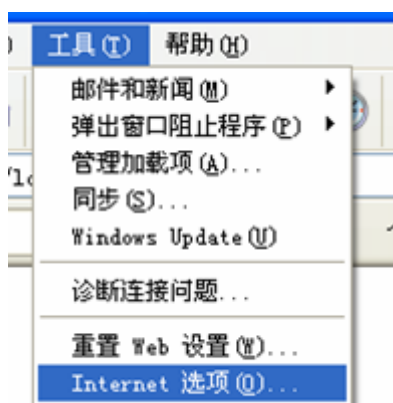 工具(T) 帮助(H)
邮件和新闻(M)
弹出窗口阻止程序(P)
管理加载项(A)...
同步(S)...
Windows Update(U)
诊断连接问题...
重置 Web 设置(W)...
Internet 选项(O)...